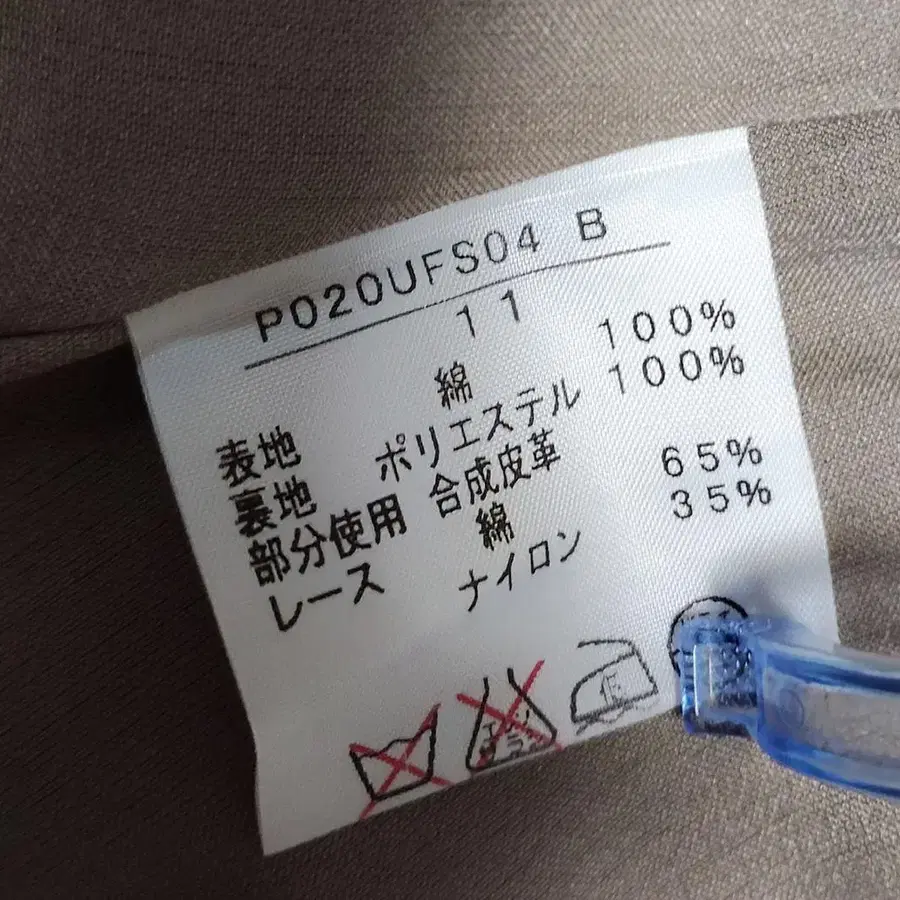 P020UFS04 B
11
表地 綿 100%
裏地 ポリエステル 100%
部分使用 合成皮革
レース 綿 65%
ナイロン 35%
低